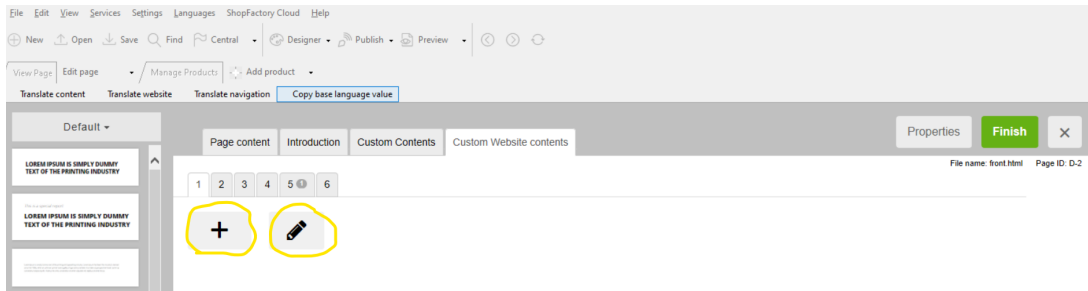 File Edit View Services Settings Languages ShopFactory Cloud Help
New Open Save Find Central Designer Publish Preview
View Page Edit page Manage Products Add product
Translate content Translate website Translate navigation Copy base language value
Default
Page content Introduction Custom Contents Custom Website contents
Properties Finish
File name: front.html Page ID: D-2
1 2 3 4 5 1 6
LOREM IPSUM IS SIMPLY DUMMY
TEXT OF THE PRINTING INDUSTRY
LOREM IPSUM IS SIMPLY DUMMY
TEXT OF THE PRINTING INDUSTRY